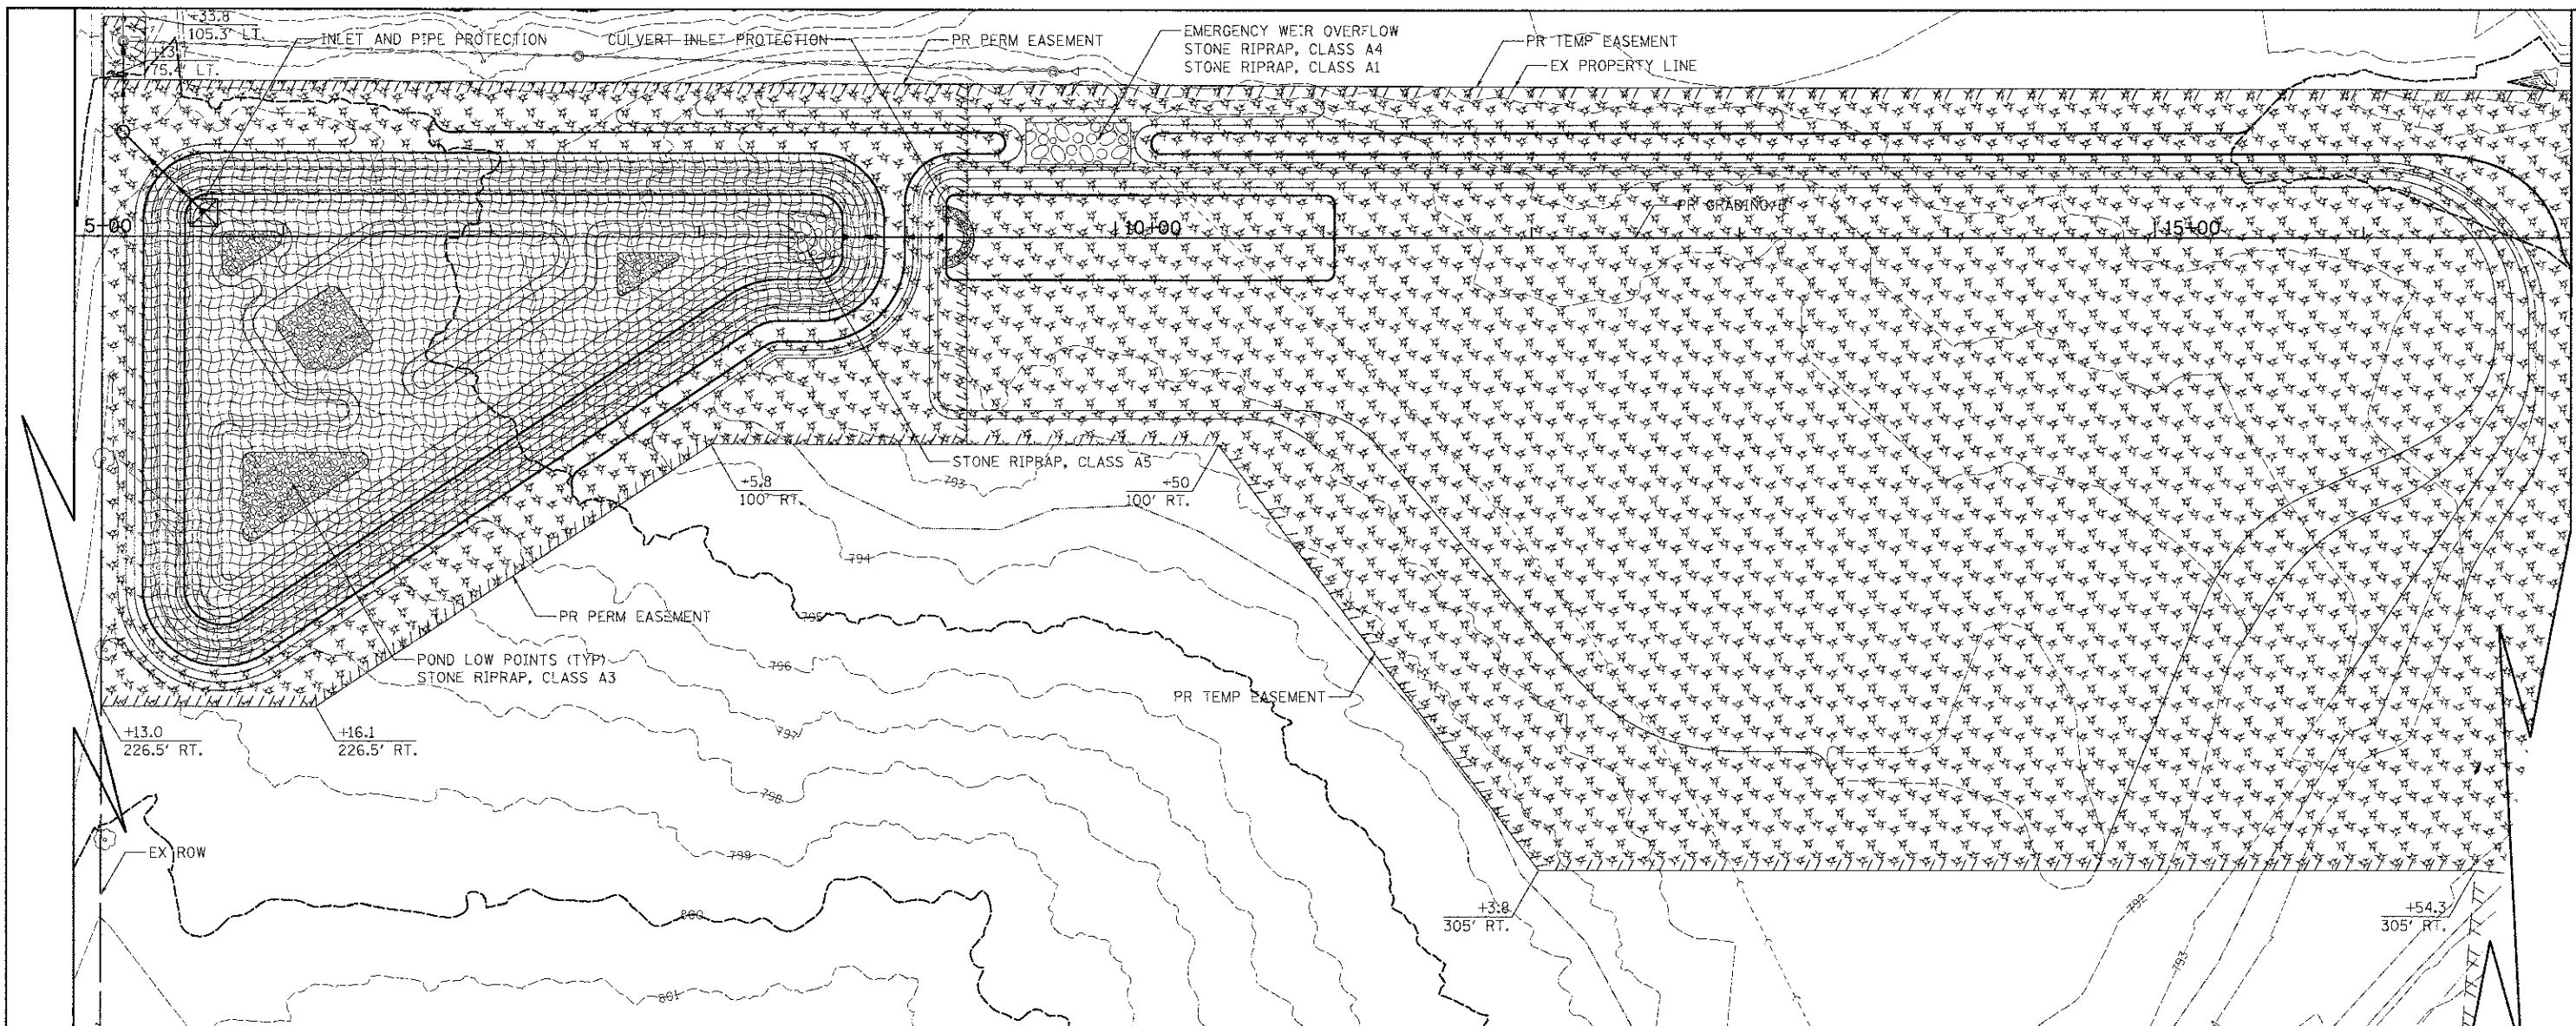 +33.8
105.3' LT.
+13.7
75.4' LT.
INLET AND PIPE PROTECTION
CULVERT INLET PROTECTION
PR PERM EASEMENT
EMERGENCY WEIR OVERFLOW
STONE RIPRAP, CLASS A4
STONE RIPRAP, CLASS A1
PR TEMP EASEMENT
EX PROPERTY LINE
PR GRADING
5+00
10+00
15+00
STONE RIPRAP, CLASS A5
+5.8
100' RT.
793
+50
100' RT.
794
795
PR PERM EASEMENT
796
POND LOW POINTS (TYP)
STONE RIPRAP, CLASS A3
PR TEMP EASEMENT
+13.0
226.5' RT.
+16.1
226.5' RT.
797
798
EX ROW
799
800
+3.8
305' RT.
792
+54.3
305' RT.
793
801